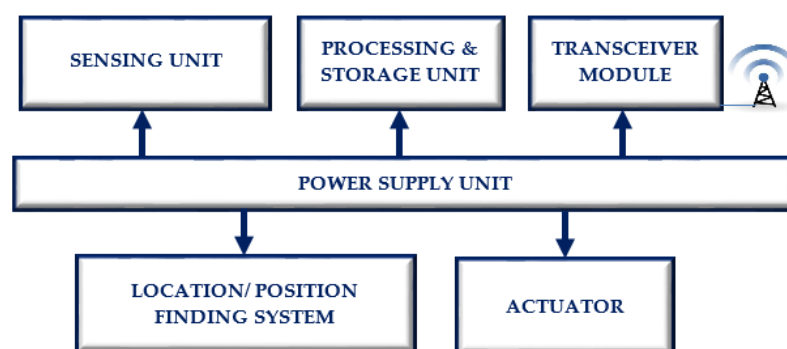 SENSING UNIT
PROCESSING &
STORAGE UNIT
TRANSCEIVER
MODULE
POWER SUPPLY UNIT
LOCATION/ POSITION
FINDING SYSTEM
ACTUATOR